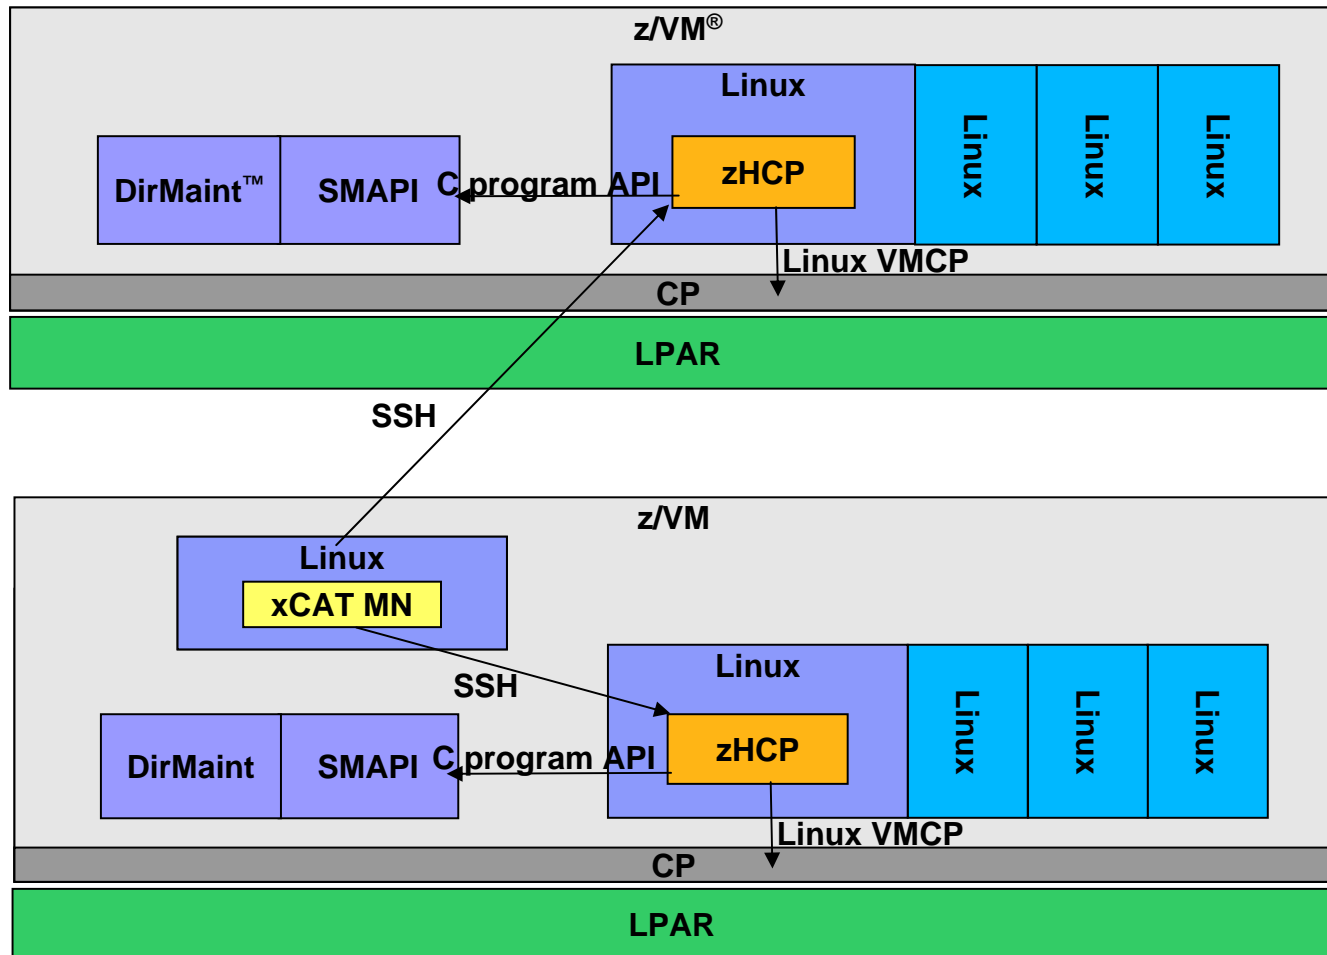 z/VM®
Linux
Linux
Linux
Linux
DirMaint™
SMAPI
C program API
zHCP
Linux VMCP
CP
LPAR
SSH
z/VM
Linux
xCAT MN
SSH
Linux
Linux
Linux
Linux
DirMaint
SMAPI
C program API
zHCP
Linux VMCP
CP
LPAR